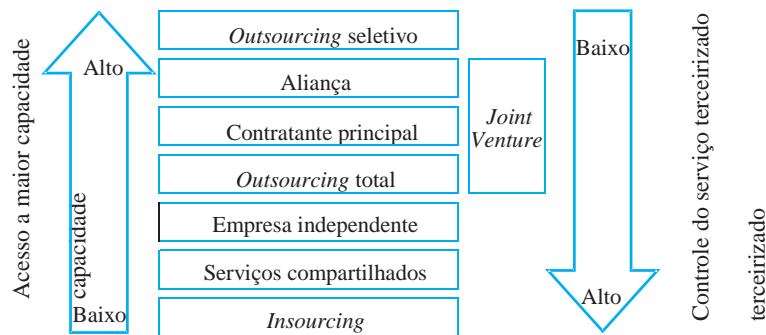 Acesso a maior capacidade
capacidade
Alto
Baixo
Outsourcing seletivo
Aliança
Contratante principal
Outsourcing total
Empresa independente
Serviços compartilhados
Insourcing
Joint
Venture
Baixo
Alto
Controle do serviço terceirizado
terceirizado